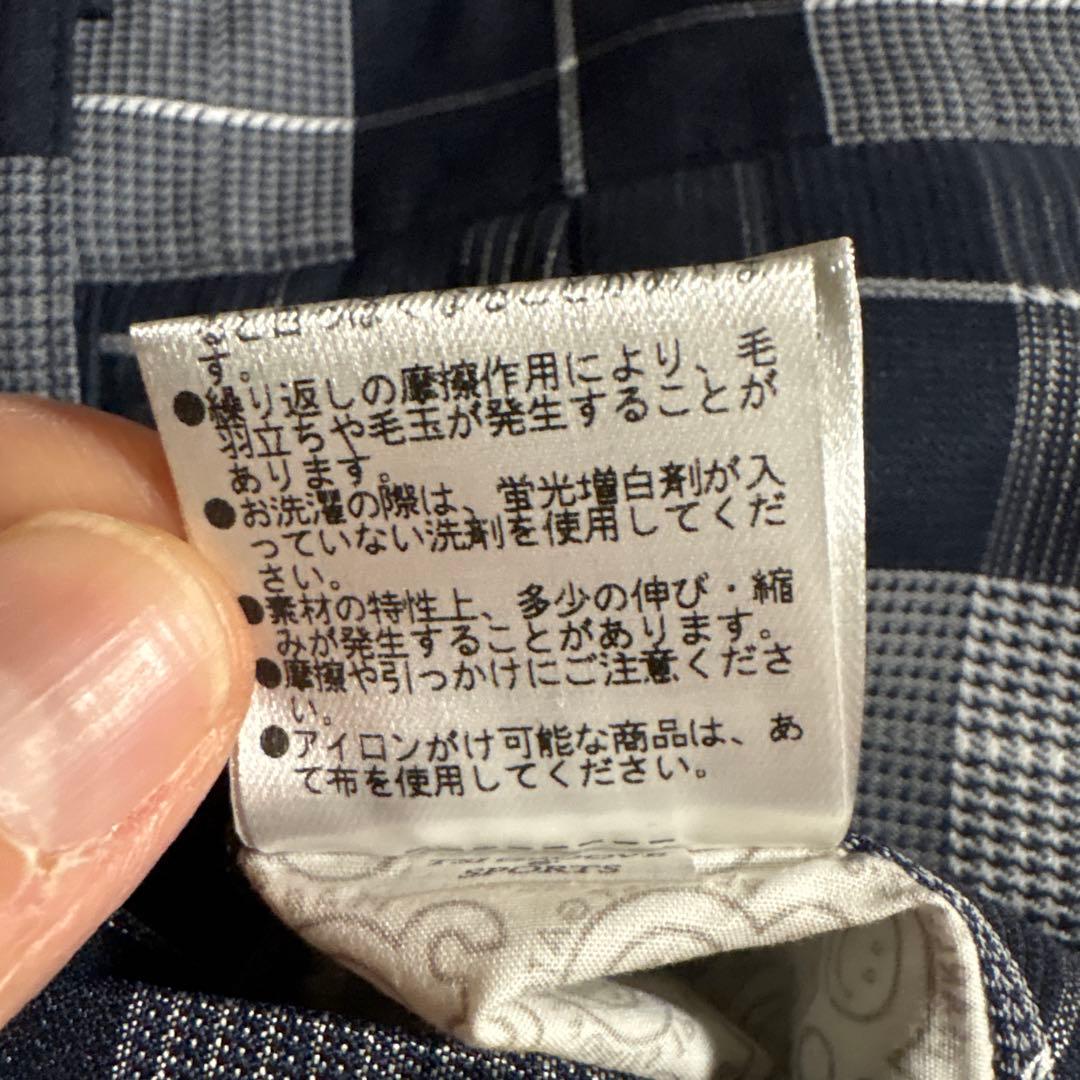 す。
●繰り返しの摩擦作用により、毛
羽立ちや毛玉が発生することが
あります。
●お洗濯の際は、蛍光増白剤が入
っていない洗剤を使用してくだ
さい。
●素材の特性上、多少の伸び・縮
みが発生することがあります。
●摩擦や引っかけにご注意くださ
い。
●アイロンがけ可能な商品は、あ
て布を使用してください。
SPORTS